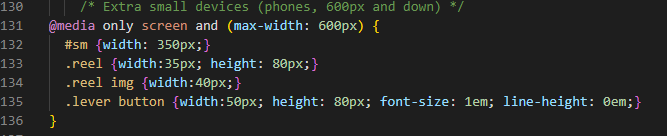 130 /* Extra small devices (phones, 600px and down) */
131 @media only screen and (max-width: 600px) {
132 #sm {width: 350px;}
133 .reel {width:35px; height: 80px;}
134 .reel img {width:40px;}
135 .lever button {width:50px; height: 80px; font-size: 1em; line-height: 0em;}
136 }